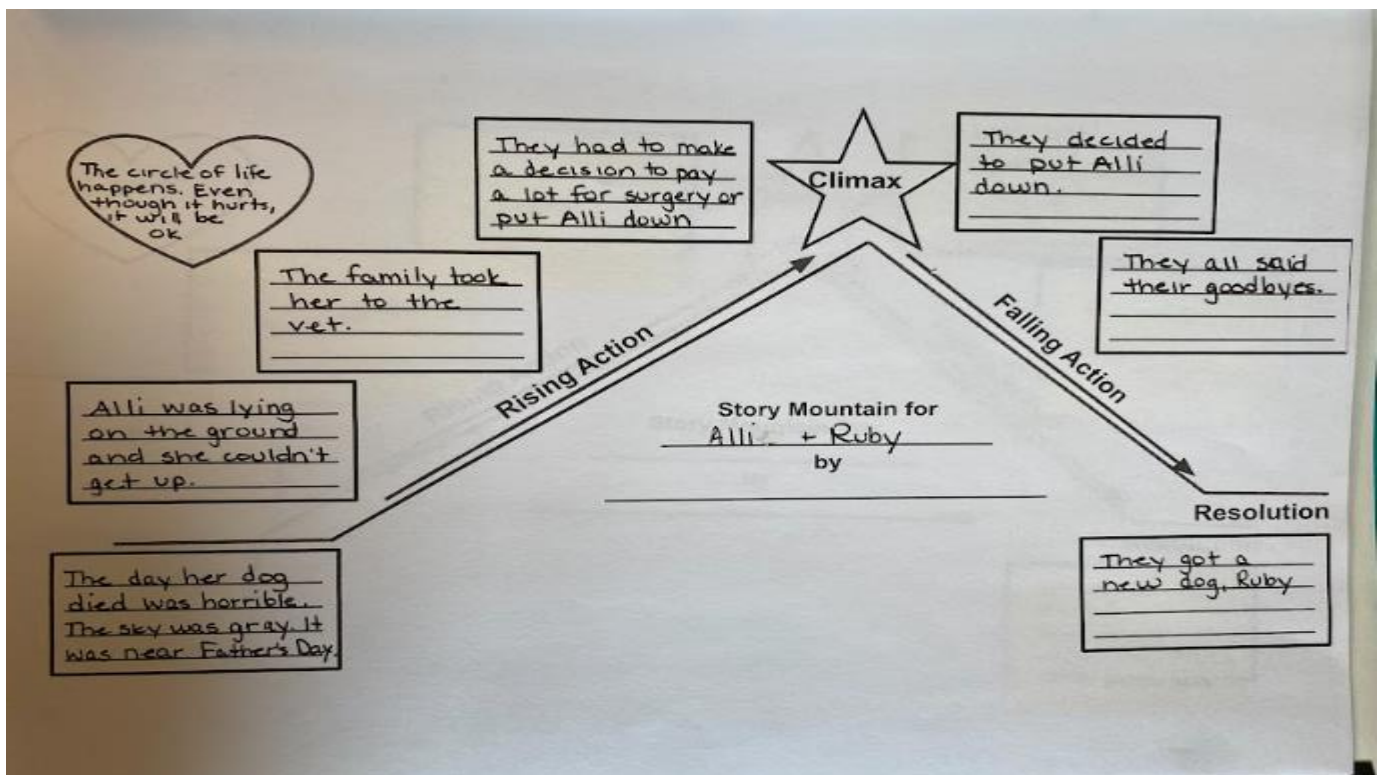 The circle of life
happens. Even
though it hurts,
it will be
ok
They had to make
a decision to pay
a lot for surgery or
put Alli down
Climax
They decided
to put Alli
down.
The family took
her to the
vet.
They all said
their goodbyes.
Rising Action
Falling Action
Alli was lying
on the ground
and she couldn't
get up.
Story Mountain for
Alli + Ruby
by
Resolution
The day her dog
died was horrible.
The sky was gray. It
was near Father's Day.
They got a
new dog, Ruby